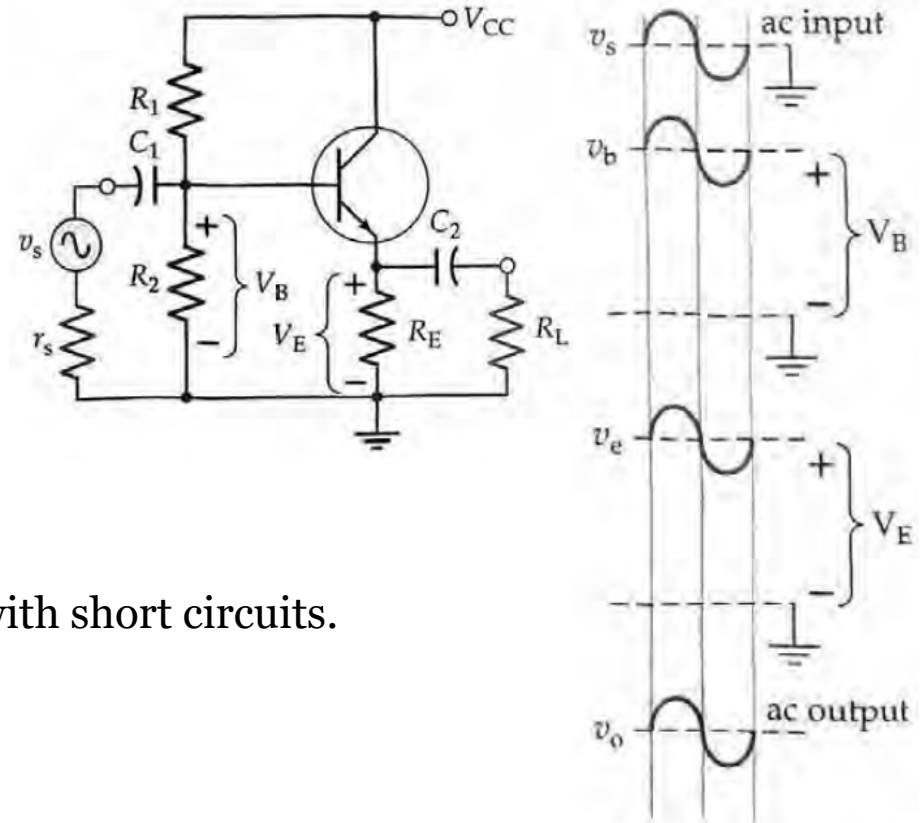 V_CC
R_1
C_1
v_s
R_2
+
V_B
−
r_s
C_2
+
V_E
−
R_E
R_L
with short circuits.
v_s
ac input
v_b
+
V_B
−
v_e
+
V_E
−
v_o
ac output